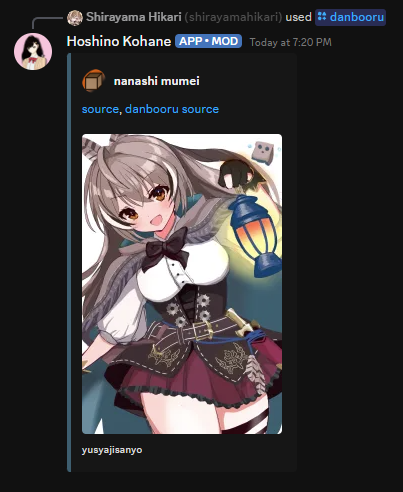 Shirayama Hikari (shirayamahikari) used danbooru
Hoshino Kohane APP • MOD Today at 7:20 PM
nanashi mumei
source, danbooru source
yusyajisanyo